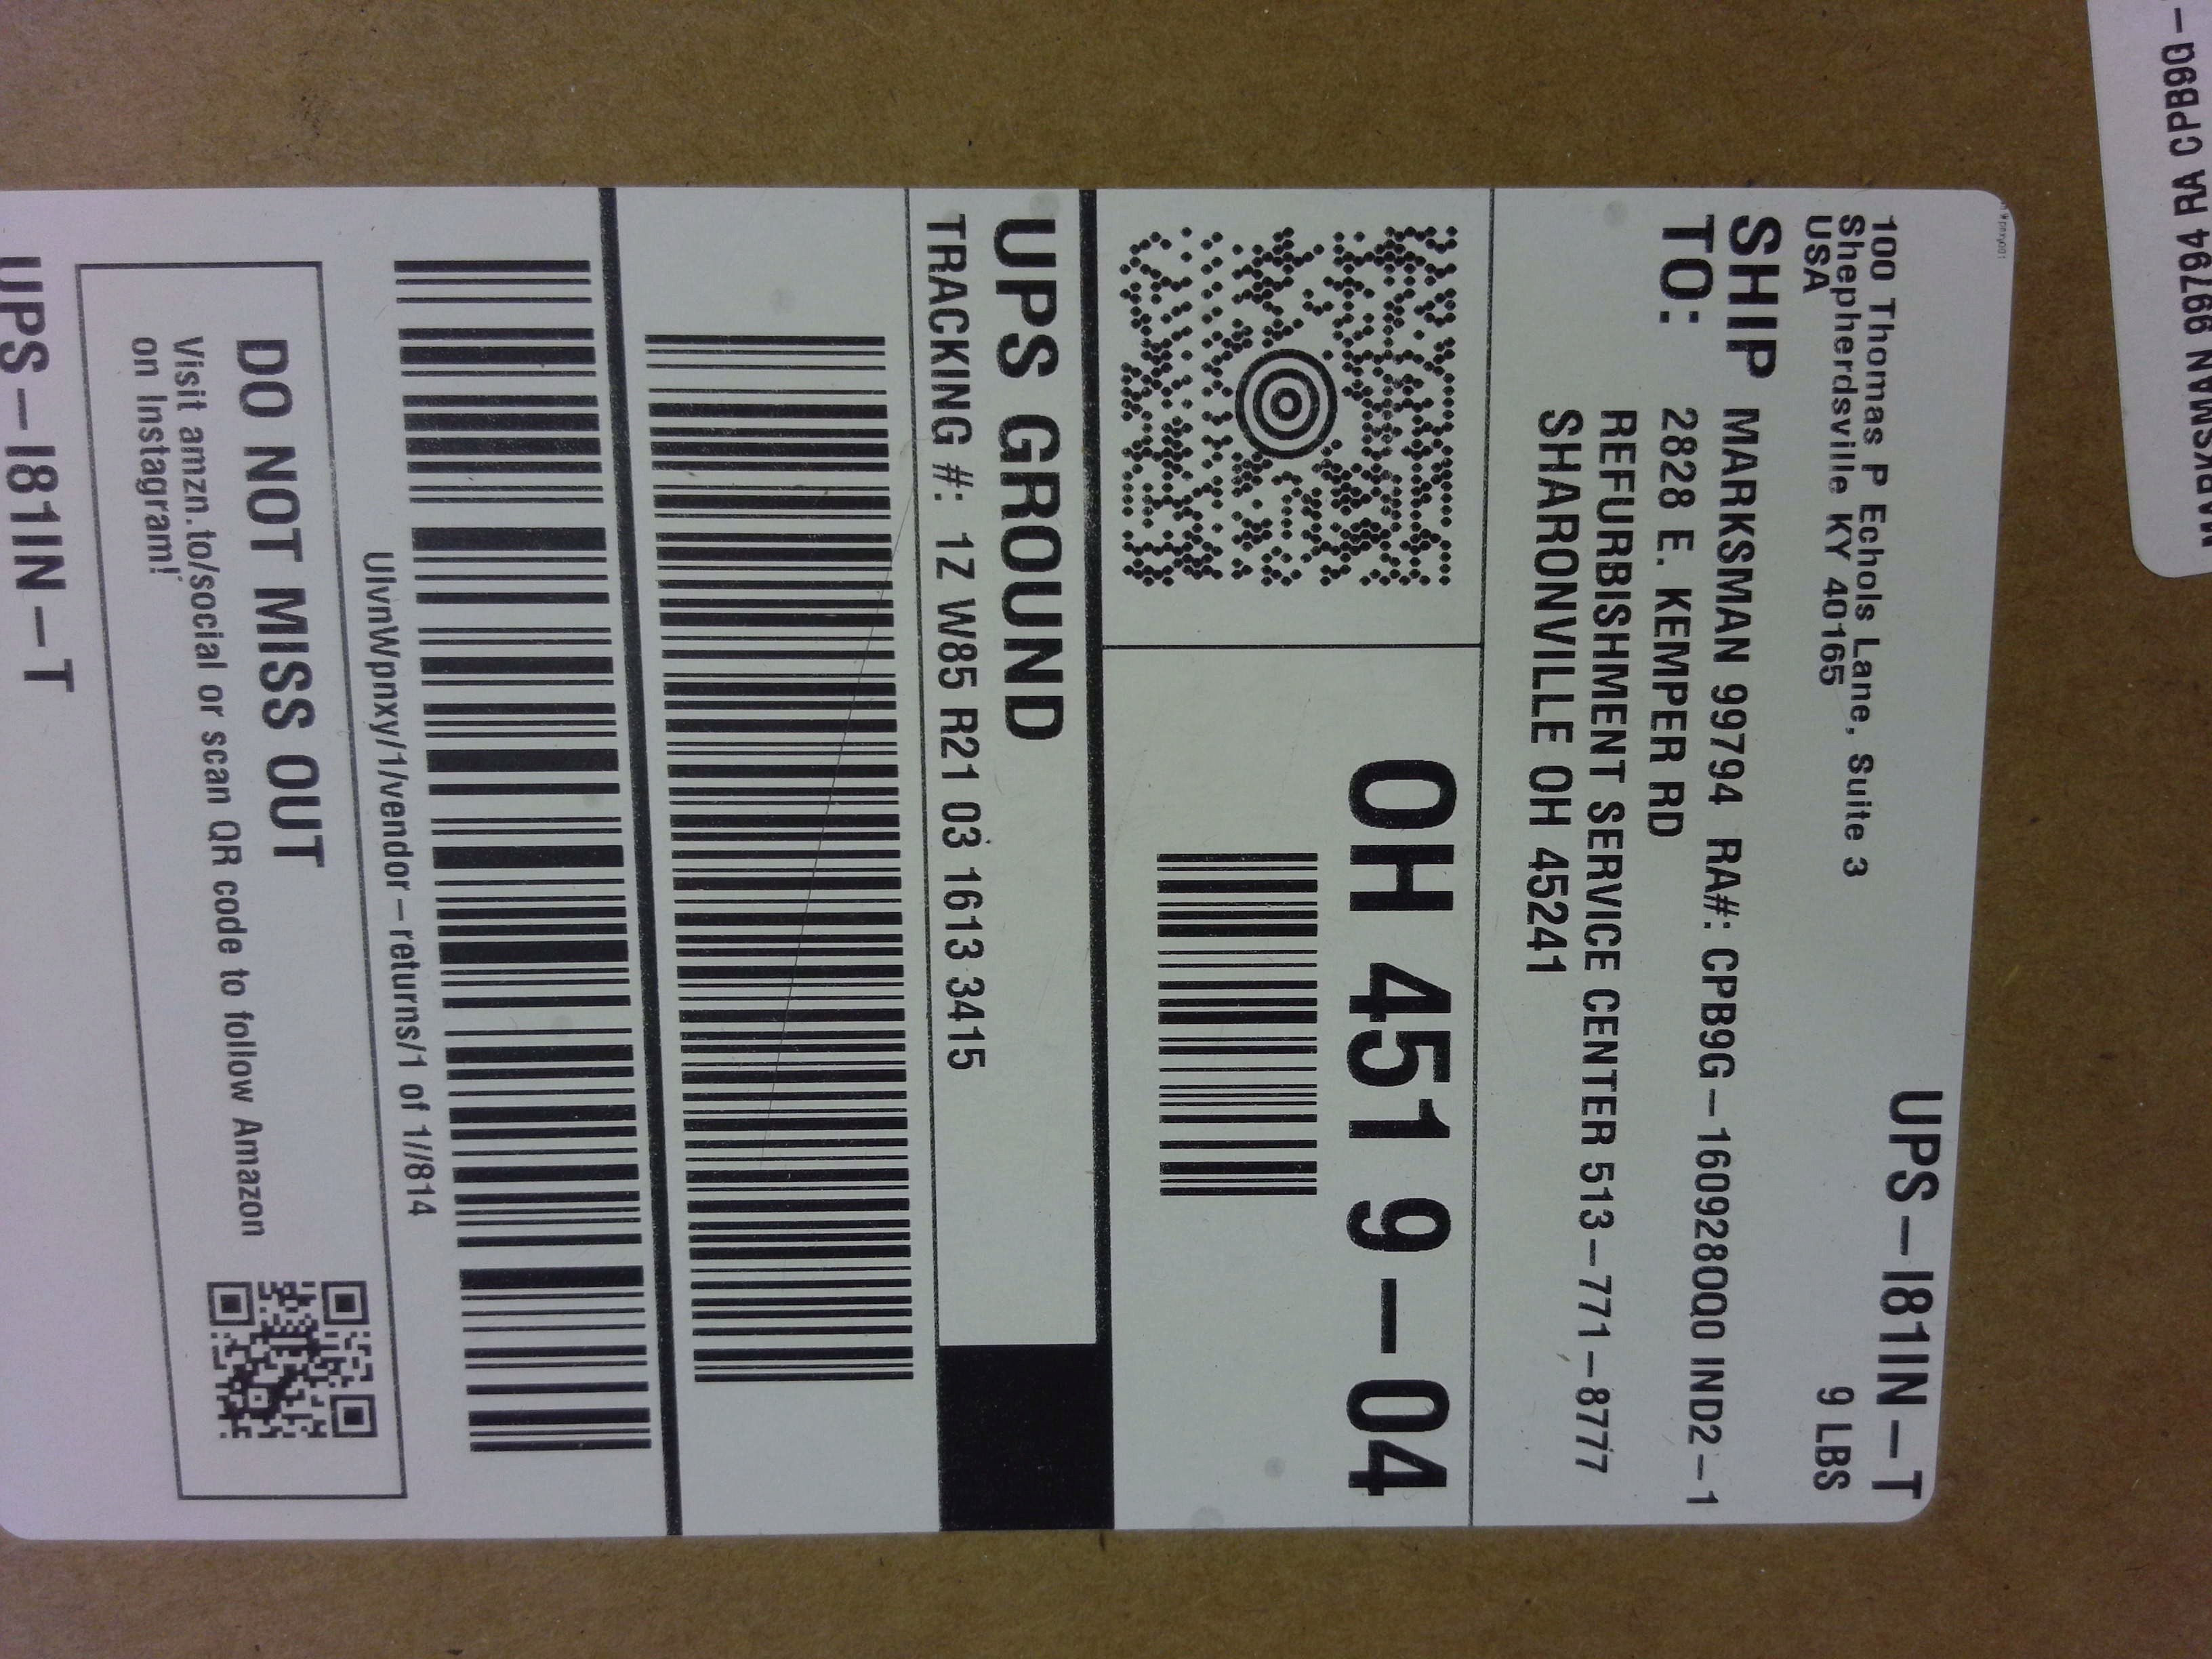 100 Thomas P Echols Lane, Suite 3
Shepherdsville KY 40165
USA
UPS-I81IN-T
9 LBS
SHIP
TO:
MARKSMAN 99794 RA#: CPB9G-160928OQ0 IND2-1
2828 E. KEMPER RD
REFURBISHMENT SERVICE CENTER 513-771-8777
SHARONVILLE OH 45241
OH 451 9-04
UPS GROUND
TRACKING #: 1Z W85 R21 03 1613 3415
UlvnWpnxy/1/vendor-returns/1 of 1//814
DO NOT MISS OUT
Visit amzn.to/social or scan QR code to follow Amazon
on Instagram!
UPS-I81IN-T
99794 RA CPB9G-